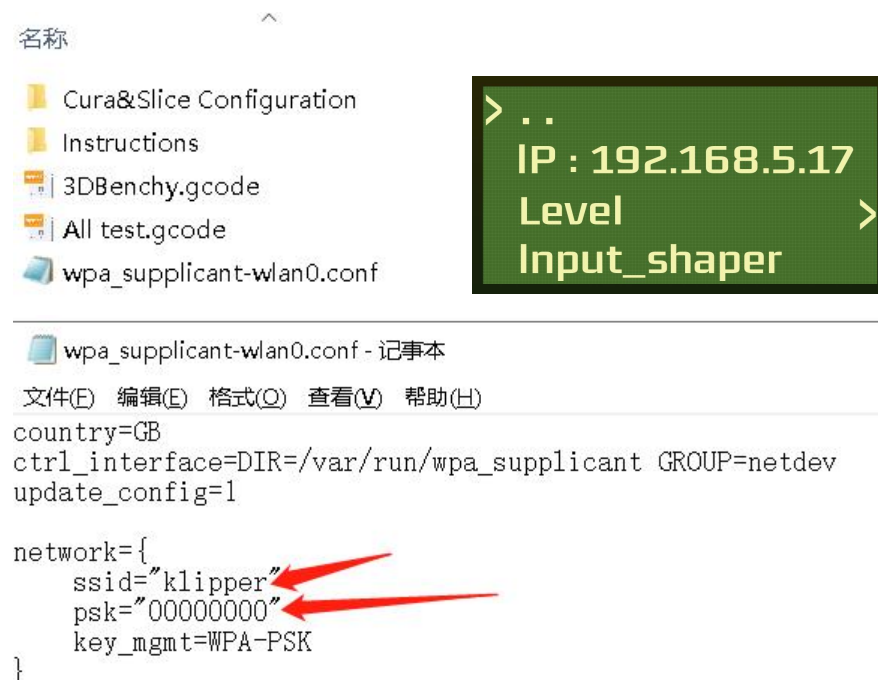 名称
Cura&Slice Configuration
Instructions
3DBenchy.gcode
All test.gcode
wpa_supplicant-wlan0.conf
> ..
IP : 192.168.5.17
Level >
Input_shaper
wpa_supplicant-wlan0.conf - 记事本
文件(F) 编辑(E) 格式(O) 查看(V) 帮助(H)
country=GB
ctrl_interface=DIR=/var/run/wpa_supplicant GROUP=netdev
update_config=1
network={
ssid="klipper"
psk="00000000"
key_mgmt=WPA-PSK
}